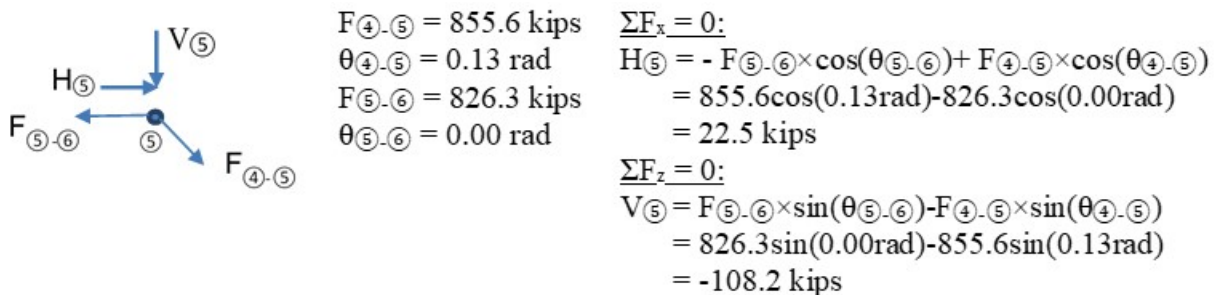 V⑤
H⑤
F⑤-⑥
⑤
F④-⑤
F④-⑤ = 855.6 kips
θ④-⑤ = 0.13 rad
F⑤-⑥ = 826.3 kips
θ⑤-⑥ = 0.00 rad
ΣFₓ = 0:
H⑤ = - F⑤-⑥×cos(θ⑤-⑥)+ F④-⑤×cos(θ④-⑤)
= 855.6cos(0.13rad)-826.3cos(0.00rad)
= 22.5 kips
ΣF_z = 0:
V⑤ = F⑤-⑥×sin(θ⑤-⑥)-F④-⑤×sin(θ④-⑤)
= 826.3sin(0.00rad)-855.6sin(0.13rad)
= -108.2 kips